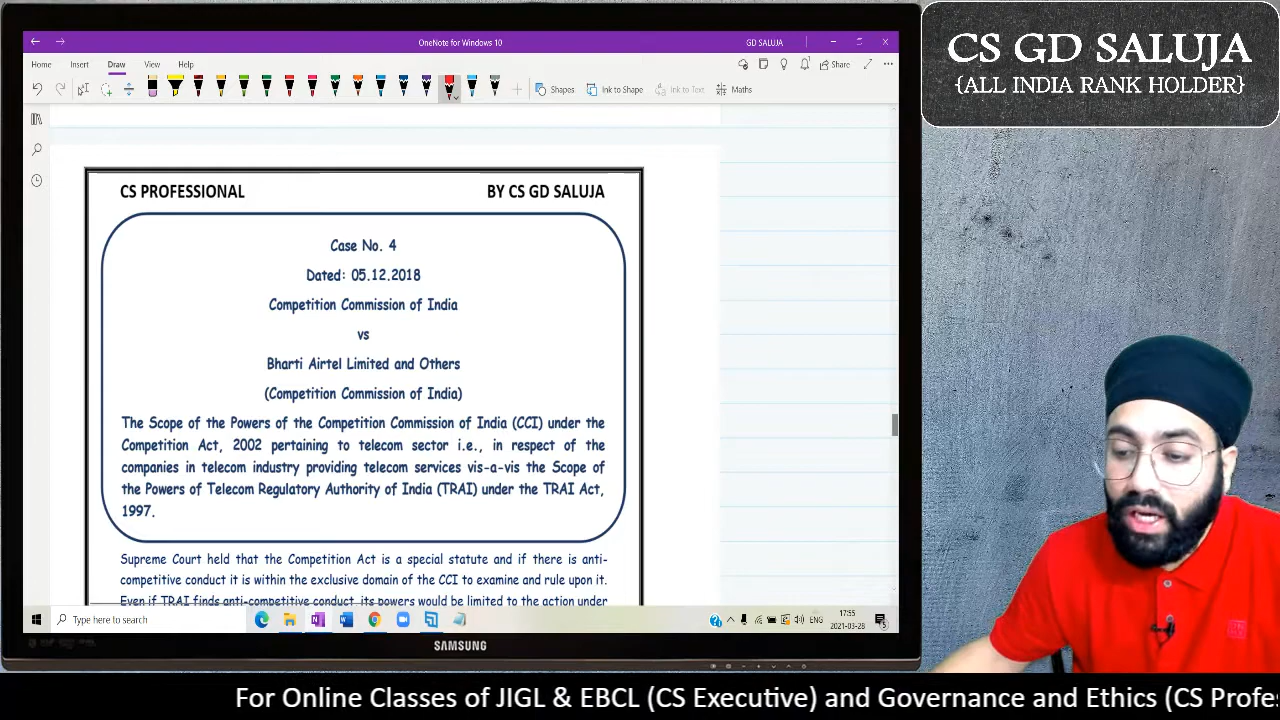 CS GD SALUJA
{ALL INDIA RANK HOLDER}
OneNote for Windows 10
GD SALUJA
Home Insert Draw View Help
Share
Shapes Ink to Shape Ink to Text Maths
CS PROFESSIONAL BY CS GD SALUJA
Case No. 4
Dated: 05.12.2018
Competition Commission of India
vs
Bharti Airtel Limited and Others
(Competition Commission of India)
The Scope of the Powers of the Competition Commission of India (CCI) under the
Competition Act, 2002 pertaining to telecom sector i.e., in respect of the
companies in telecom industry providing telecom services vis-a-vis the Scope of
the Powers of Telecom Regulatory Authority of India (TRAI) under the TRAI Act,
1997.
Supreme Court held that the Competition Act is a special statute and if there is anti-
competitive conduct it is within the exclusive domain of the CCI to examine and rule upon it.
Even if TRAI finds anti-competitive conduct, its powers would be limited to the action under
Type here to search
ENG
17:55
2021-03-28
5
SAMSUNG
For Online Classes of JIGL & EBCL (CS Executive) and Governance and Ethics (CS Profes